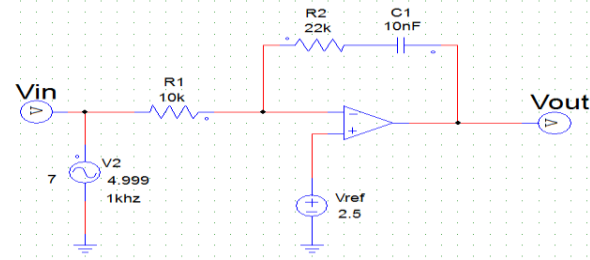 R2
22k
C1
10nF
Vin
V
R1
10k
Vout
V
V2
4.999
1khz
7
Vref
2.5